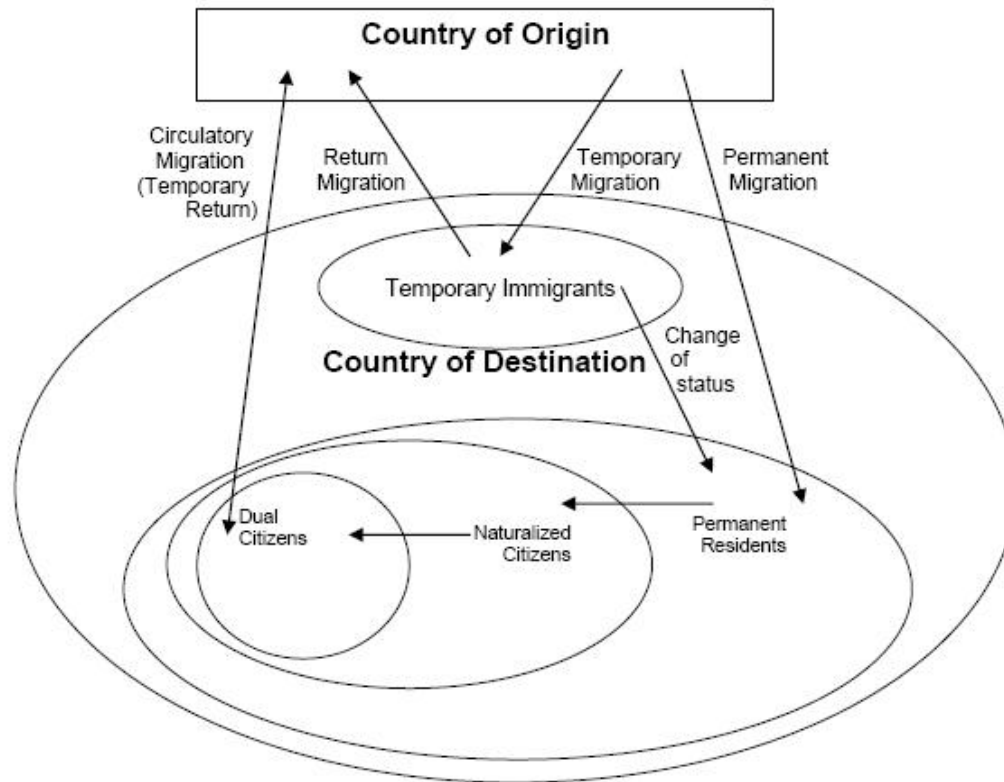 Country of Origin
Circulatory
Migration
(Temporary
Return)
Return
Migration
Temporary
Migration
Permanent
Migration
Temporary Immigrants
Change
of
status
Country of Destination
Dual
Citizens
Naturalized
Citizens
Permanent
Residents